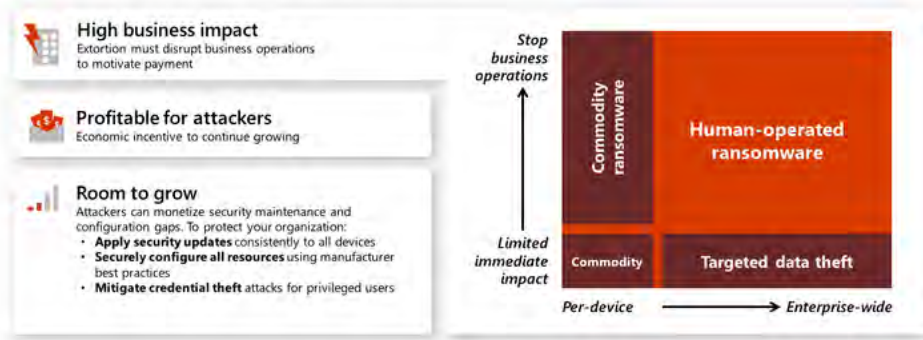 High business impact
Extortion must disrupt business operations
to motivate payment
Profitable for attackers
Economic incentive to continue growing
Room to grow
Attackers can monetize security maintenance and
configuration gaps. To protect your organization:
• Apply security updates consistently to all devices
• Securely configure all resources using manufacturer
best practices
• Mitigate credential theft attacks for privileged users
Stop
business
operations
Limited
immediate
impact
Commodity
ransomware
Human-operated
ransomware
Commodity
Targeted data theft
Per-device
Enterprise-wide